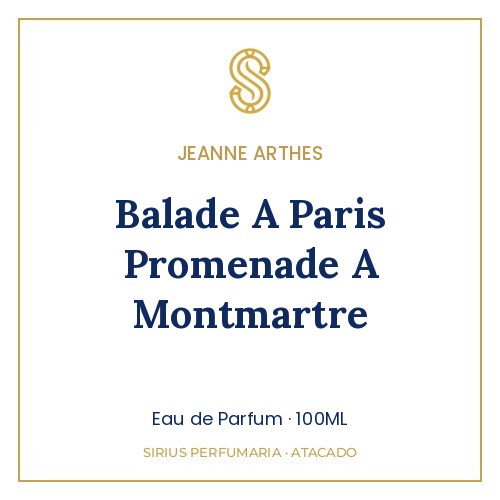 JEANNE ARTHES
Balade A Paris
Promenade A
Montmartre
Eau de Parfum · 100ML
SIRIUS PERFUMARIA · ATACADO